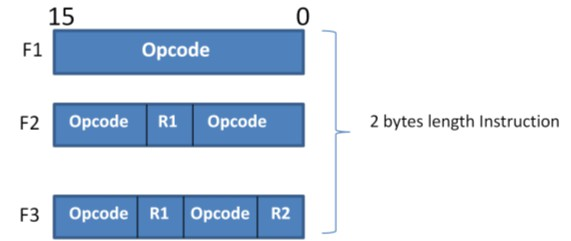 15 0
F1 Opcode
F2 Opcode R1 Opcode
2 bytes length Instruction
F3 Opcode R1 Opcode R2